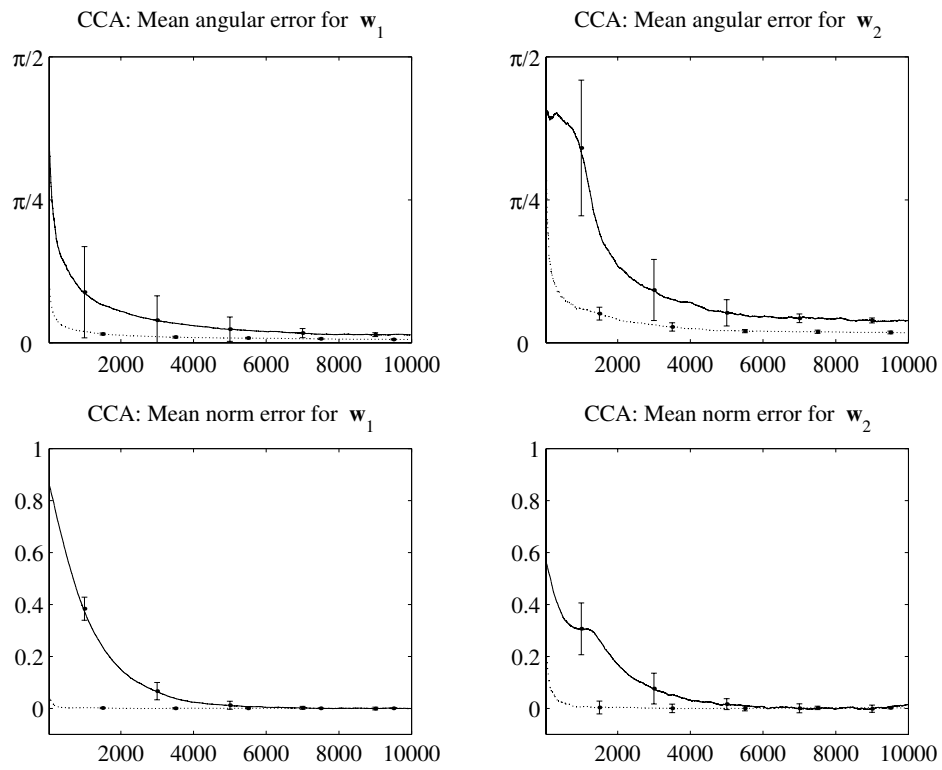 CCA: Mean angular error for w1
π/2
π/4
0
2000 4000 6000 8000 10000
CCA: Mean angular error for w2
π/2
π/4
0
2000 4000 6000 8000 10000
CCA: Mean norm error for w1
1
0.8
0.6
0.4
0.2
0
2000 4000 6000 8000 10000
CCA: Mean norm error for w2
1
0.8
0.6
0.4
0.2
0
2000 4000 6000 8000 10000